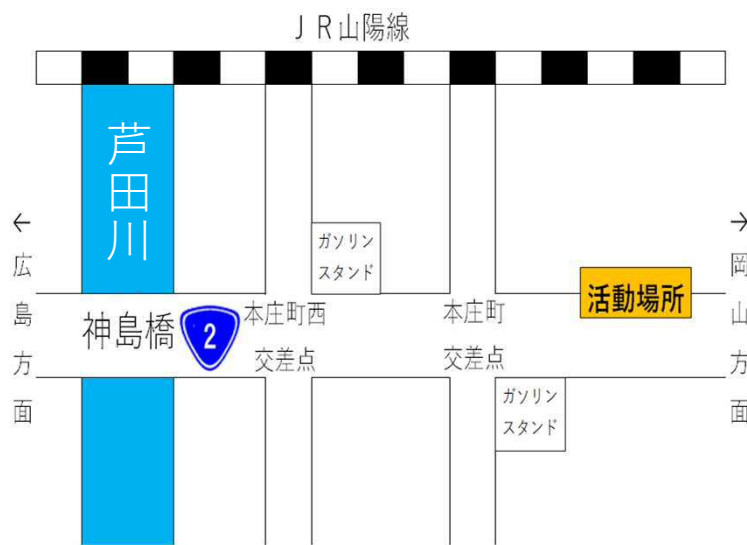 ＪＲ山陽線
芦田川
←
広島方面
→
岡山方面
ガソリン
スタンド
活動場所
神島橋
2
本庄町西
交差点
本庄町
交差点
ガソリン
スタンド